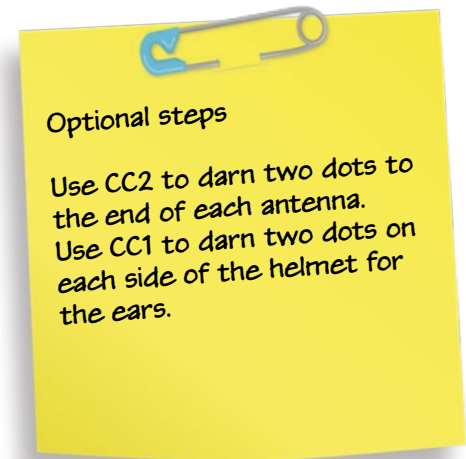 Optional steps
Use CC2 to darn two dots to
the end of each antenna.
Use CC1 to darn two dots on
each side of the helmet for
the ears.